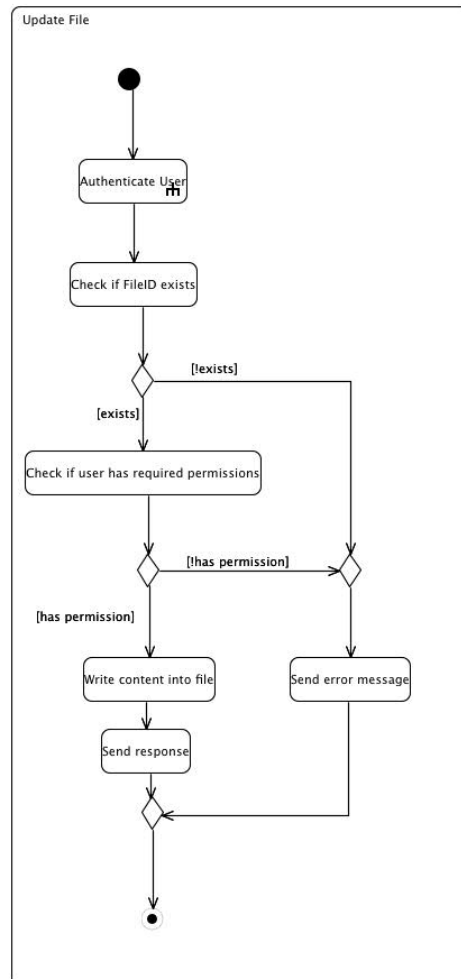 Update File
Authenticate User
Check if FileID exists
[!exists]
[exists]
Check if user has required permissions
[!has permission]
[has permission]
Write content into file
Send error message
Send response